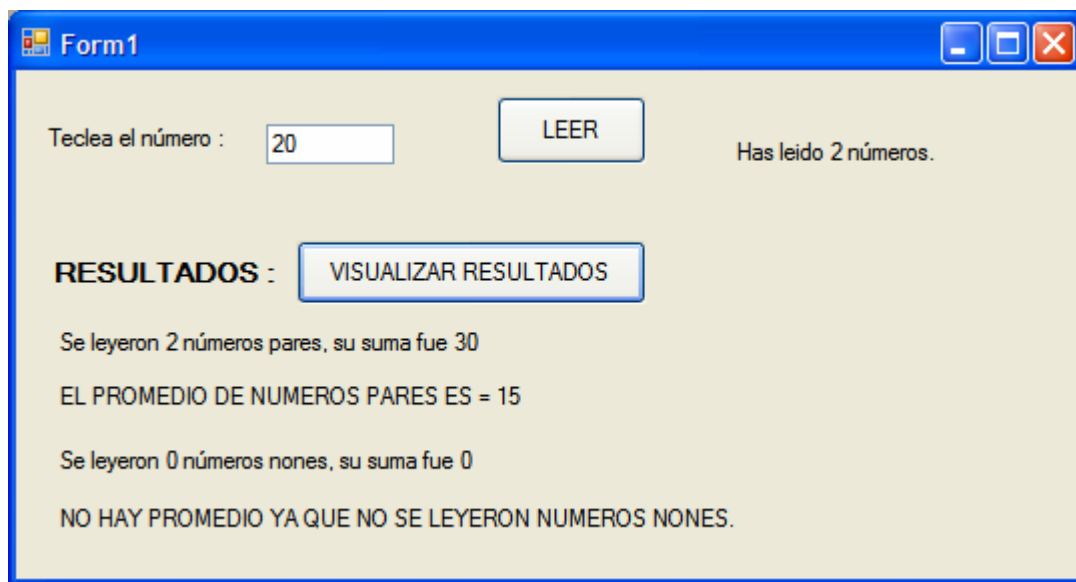 Form1
Teclea el número :
20
LEER
Has leido 2 números.
RESULTADOS :
VISUALIZAR RESULTADOS
Se leyeron 2 números pares, su suma fue 30
EL PROMEDIO DE NUMEROS PARES ES = 15
Se leyeron 0 números nones, su suma fue 0
NO HAY PROMEDIO YA QUE NO SE LEYERON NUMEROS NONES.